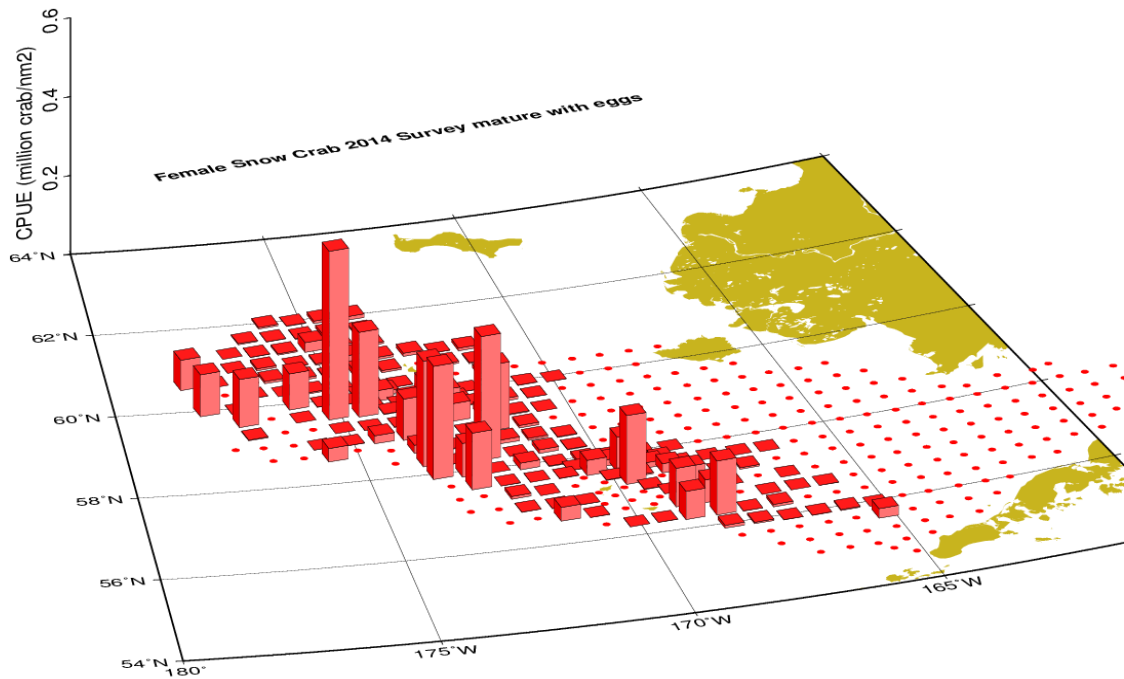 0.6
0.4
0.2
CPUE (million crab/nm2)
Female Snow Crab 2014 Survey mature with eggs
64°N
62°N
60°N
58°N
56°N
54°N
180°
175°W
170°W
165°W